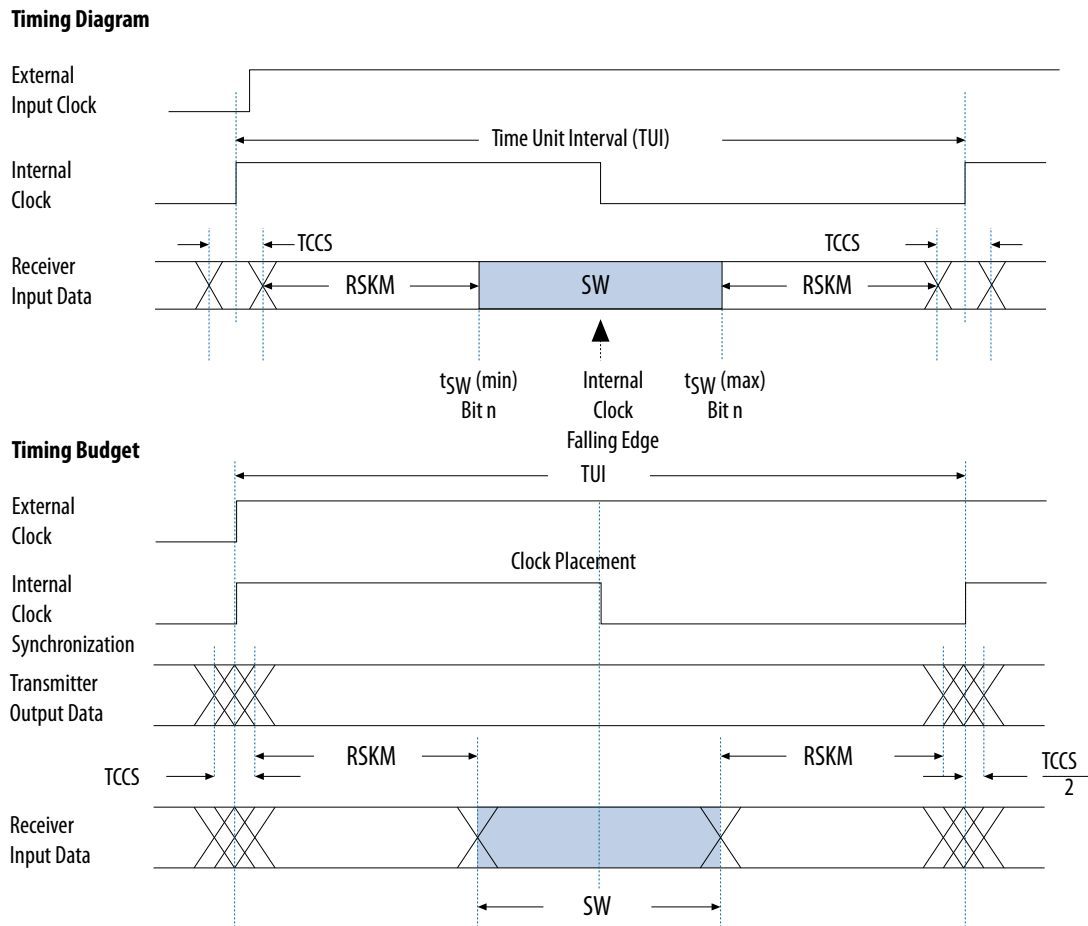 Timing Diagram
External
Input Clock
Time Unit Interval (TUI)
Internal
Clock
TCCS
TCCS
Receiver
Input Data
RSKM
SW
RSKM
tSW (min)
Bit n
Internal
Clock
Falling Edge
tSW (max)
Bit n
Timing Budget
TUI
External
Clock
Clock Placement
Internal
Clock
Synchronization
Transmitter
Output Data
RSKM
RSKM
TCCS
TCCS
2
Receiver
Input Data
SW